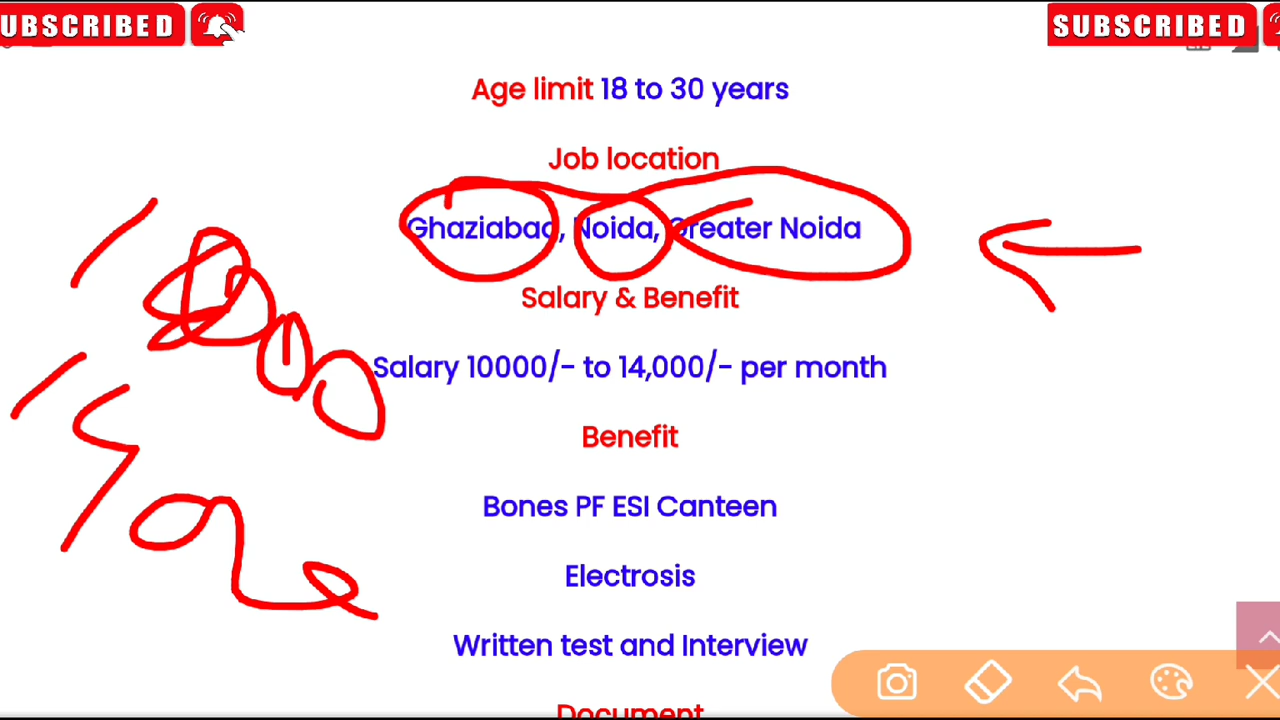 UBSCRIBED SUBSCRIBED
Age limit 18 to 30 years
Job location
Ghaziabad, Noida, Greater Noida
Salary & Benefit
Salary 10000/- to 14,000/- per month
Benefit
Bones PF ESI Canteen
Electrosis
Written test and Interview
Document